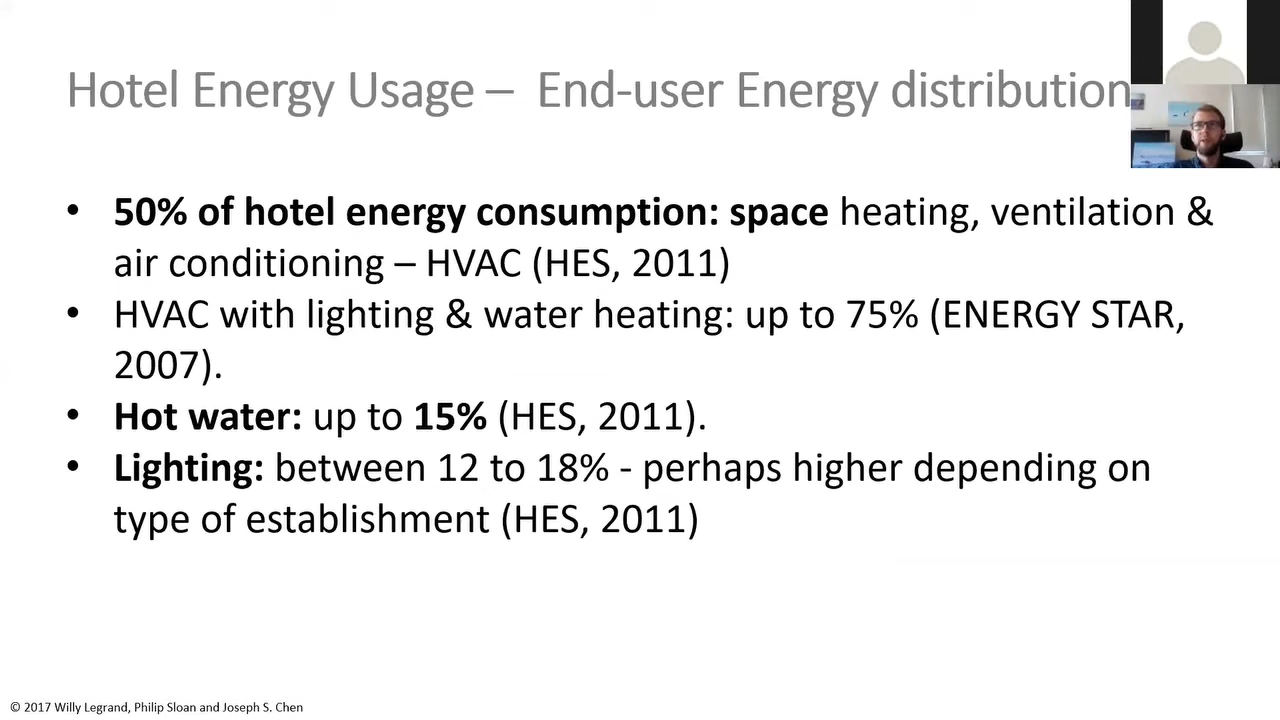 Hotel Energy Usage –  End-user Energy distribution
• 50% of hotel energy consumption: space heating, ventilation &
air conditioning – HVAC (HES, 2011)
• HVAC with lighting & water heating: up to 75% (ENERGY STAR,
2007).
• Hot water: up to 15% (HES, 2011).
• Lighting: between 12 to 18% - perhaps higher depending on
type of establishment (HES, 2011)
© 2017 Willy Legrand, Philip Sloan and Joseph S. Chen